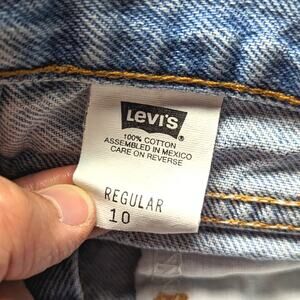 LEVI'S
100% COTTON
ASSEMBLED IN MEXICO
CARE ON REVERSE
REGULAR
10